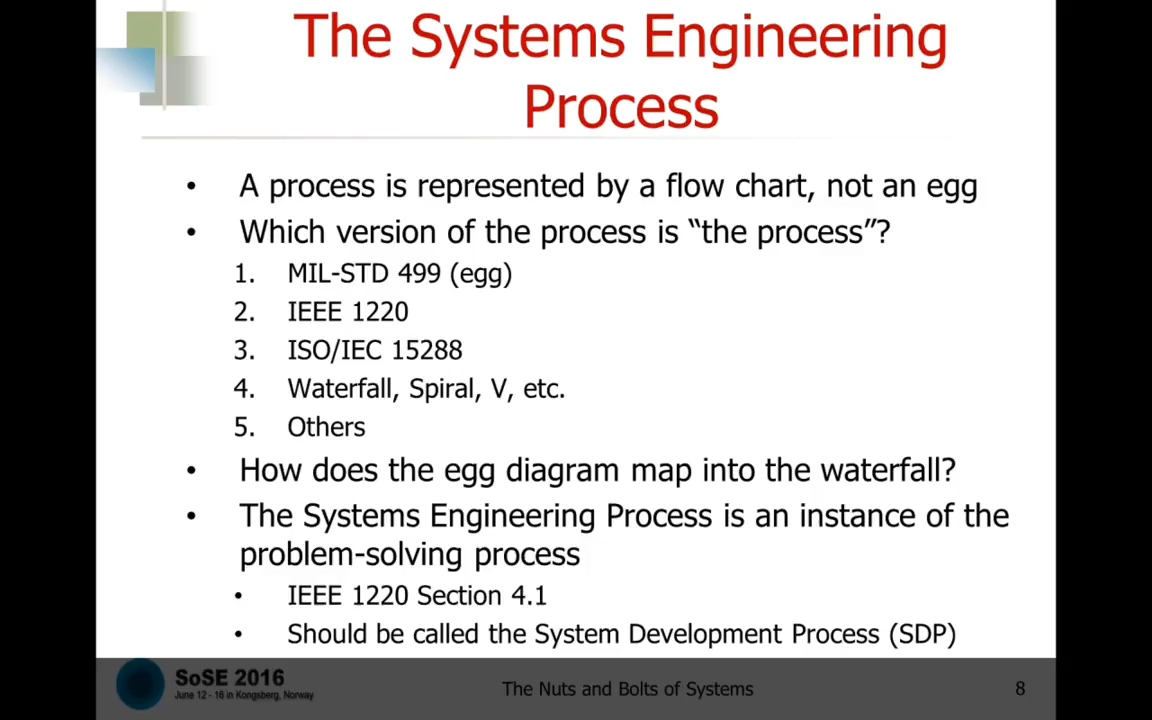 The Systems Engineering
Process
• A process is represented by a flow chart, not an egg
• Which version of the process is “the process”?
1. MIL-STD 499 (egg)
2. IEEE 1220
3. ISO/IEC 15288
4. Waterfall, Spiral, V, etc.
5. Others
• How does the egg diagram map into the waterfall?
• The Systems Engineering Process is an instance of the
problem-solving process
• IEEE 1220 Section 4.1
• Should be called the System Development Process (SDP)
SoSE 2016
June 12 - 16 in Kongsberg, Norway
The Nuts and Bolts of Systems
8